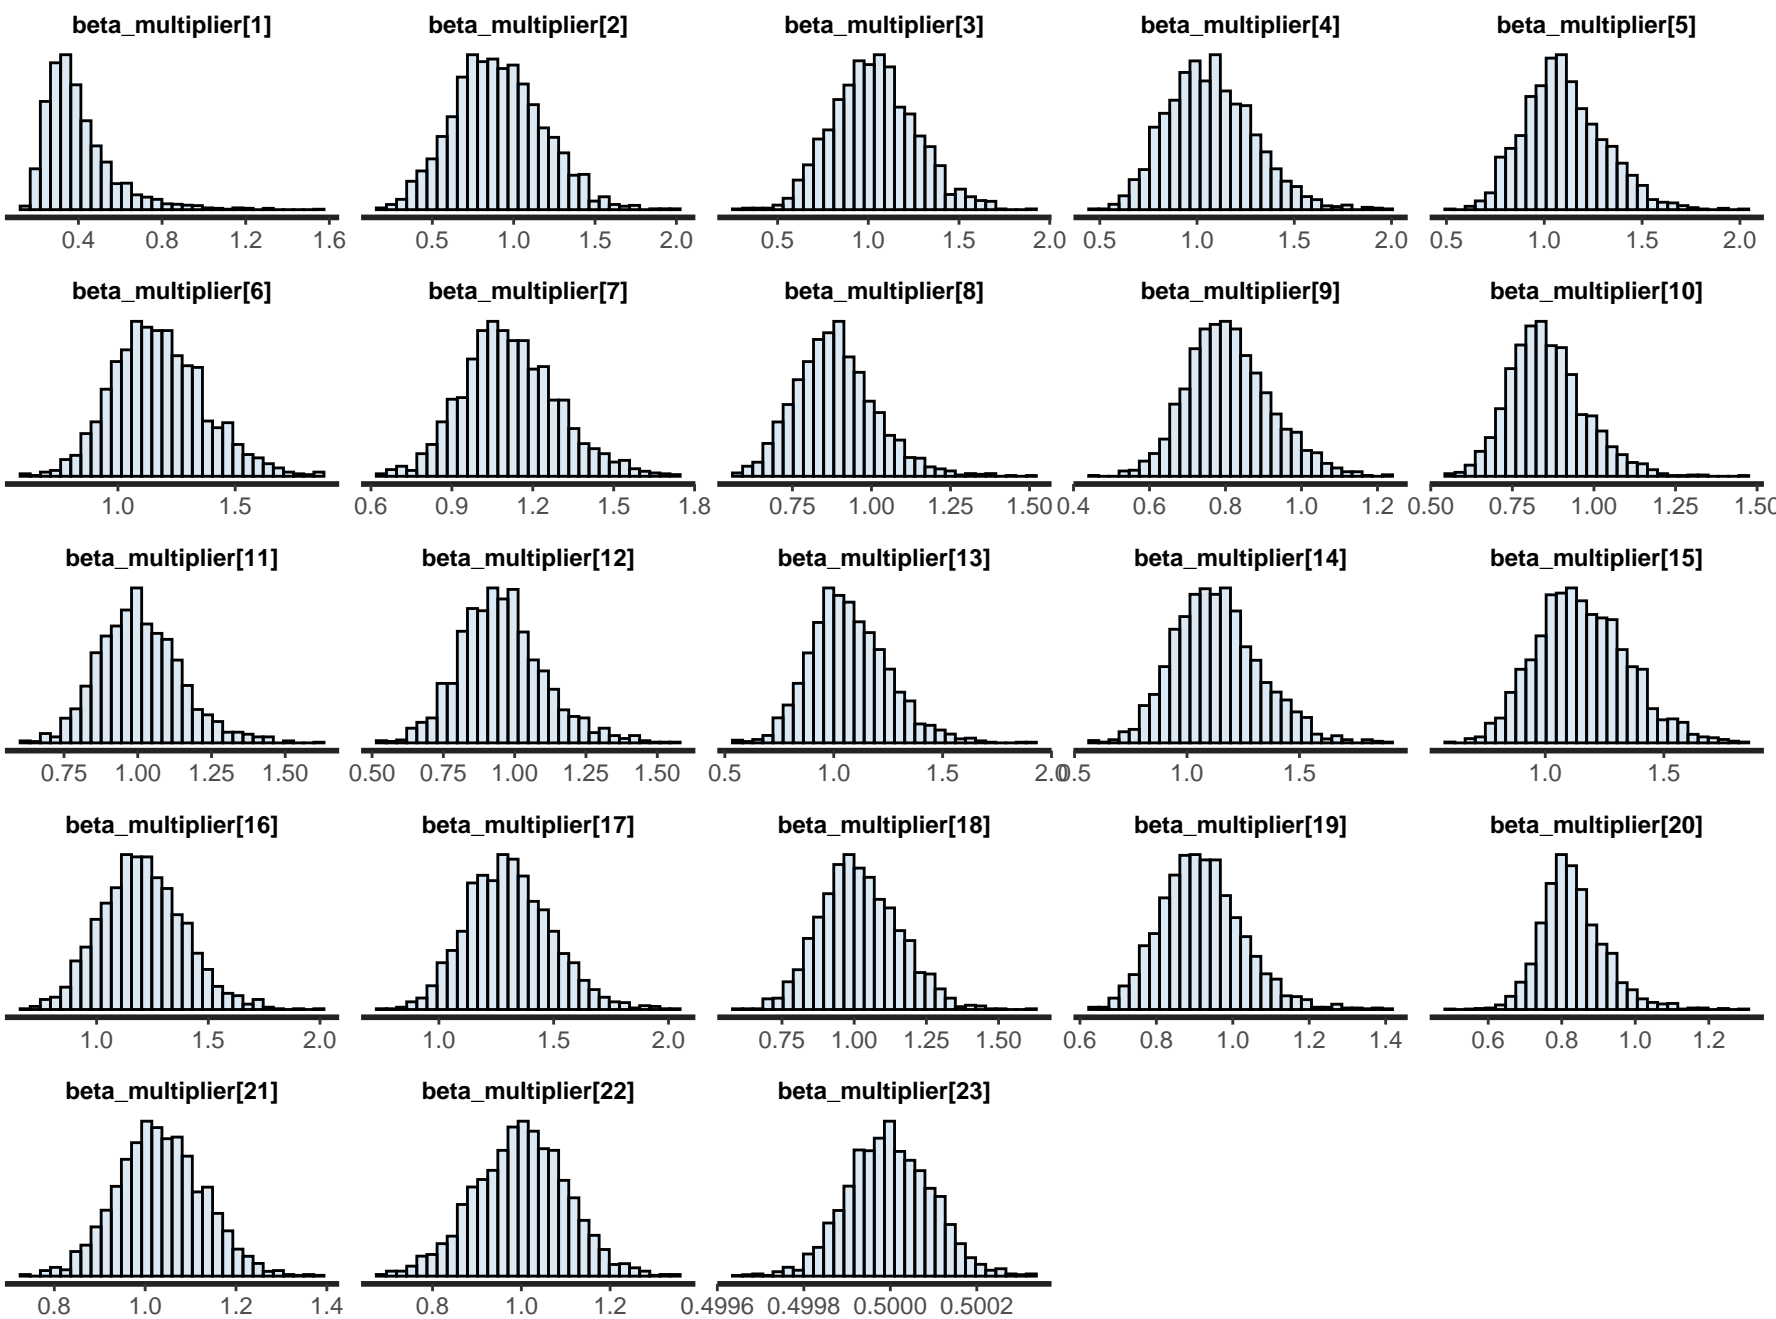 beta_multiplier[1] beta_multiplier[2] beta_multiplier[3] beta_multiplier[4] beta_multiplier[5]
0.4 0.8 1.2 1.6 0.5 1.0 1.5 2.0 0.5 1.0 1.5 2.0 0.5 1.0 1.5 2.0 0.5 1.0 1.5 2.0
beta_multiplier[6] beta_multiplier[7] beta_multiplier[8] beta_multiplier[9] beta_multiplier[10]
1.0 1.5 0.6 0.9 1.2 1.5 1.8 0.75 1.00 1.25 1.50 0.4 0.6 0.8 1.0 1.2 0.50 0.75 1.00 1.25 1.50
beta_multiplier[11] beta_multiplier[12] beta_multiplier[13] beta_multiplier[14] beta_multiplier[15]
0.75 1.00 1.25 1.50 0.50 0.75 1.00 1.25 1.50 0.5 1.0 1.5 2.0 0.5 1.0 1.5 1.0 1.5
beta_multiplier[16] beta_multiplier[17] beta_multiplier[18] beta_multiplier[19] beta_multiplier[20]
1.0 1.5 2.0 1.0 1.5 2.0 0.75 1.00 1.25 1.50 0.6 0.8 1.0 1.2 1.4 0.6 0.8 1.0 1.2
beta_multiplier[21] beta_multiplier[22] beta_multiplier[23]
0.8 1.0 1.2 1.4 0.8 1.0 1.2 0.4996 0.4998 0.5000 0.5002